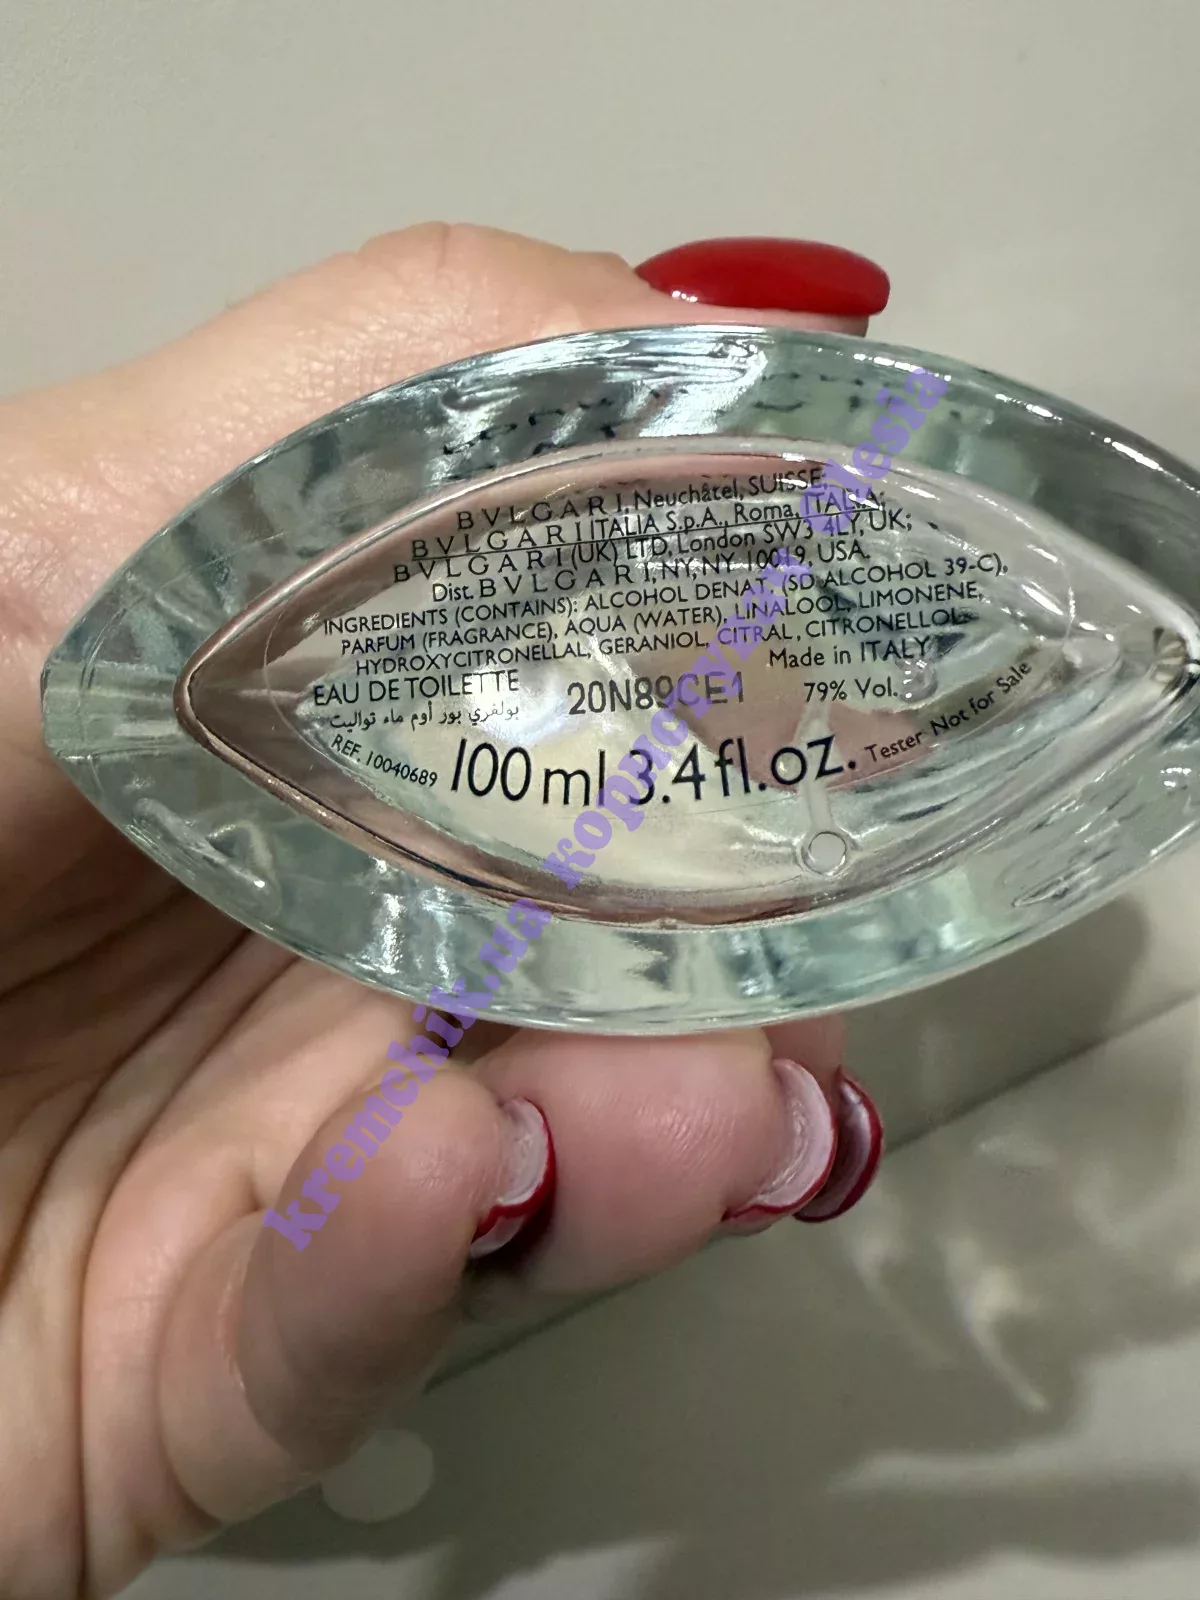 BVLGARI, Neuchâtel, SUISSE;
BVLGARI ITALIA S.p.A., Roma, ITALIA;
BVLGARI (UK) LTD, London SW3 4LY, UK;
Dist. BVLGARI, NY, NY 10019, USA.
INGREDIENTS (CONTAINS): ALCOHOL DENAT. (SD ALCOHOL 39-C),
PARFUM (FRAGRANCE), AQUA (WATER), LINALOOL, LIMONENE,
HYDROXYCITRONELLAL, GERANIOL, CITRAL, CITRONELLOL.
Made in ITALY
EAU DE TOILETTE
20N89CE1
79% Vol.
بولغري بور أوم ماء تواليت
REF. 10040689
100 ml 3.4 fl.oz.
Tester Not for Sale
kremchik.ua користувач